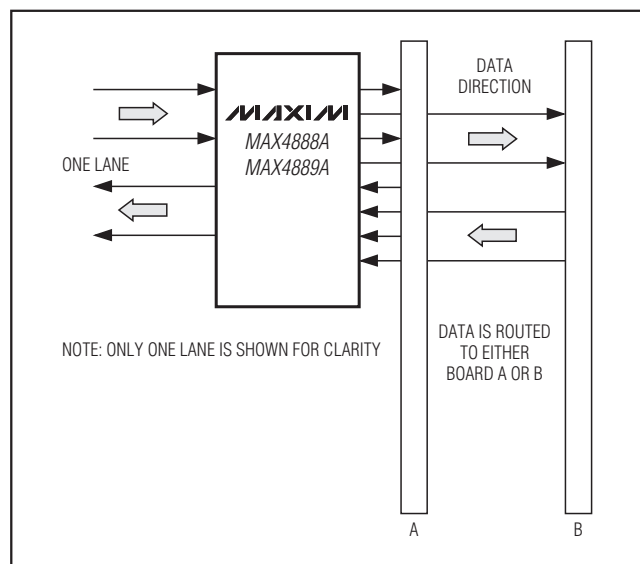 DATA
DIRECTION
MAXIM
MAX4888A
MAX4889A
ONE LANE
NOTE: ONLY ONE LANE IS SHOWN FOR CLARITY
DATA IS ROUTED
TO EITHER
BOARD A OR B
A
B